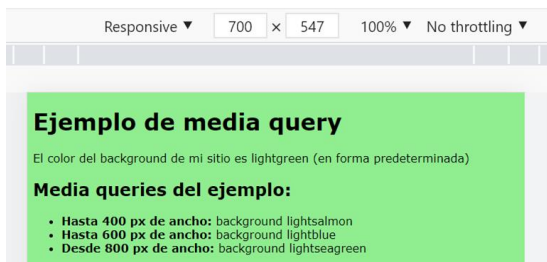 Responsive ▼ 700 × 547 100% ▼ No throttling ▼
Ejemplo de media query
El color del background de mi sitio es lightgreen (en forma predeterminada)
Media queries del ejemplo:
• Hasta 400 px de ancho: background lightsalmon
• Hasta 600 px de ancho: background lightblue
• Desde 800 px de ancho: background lightseagreen